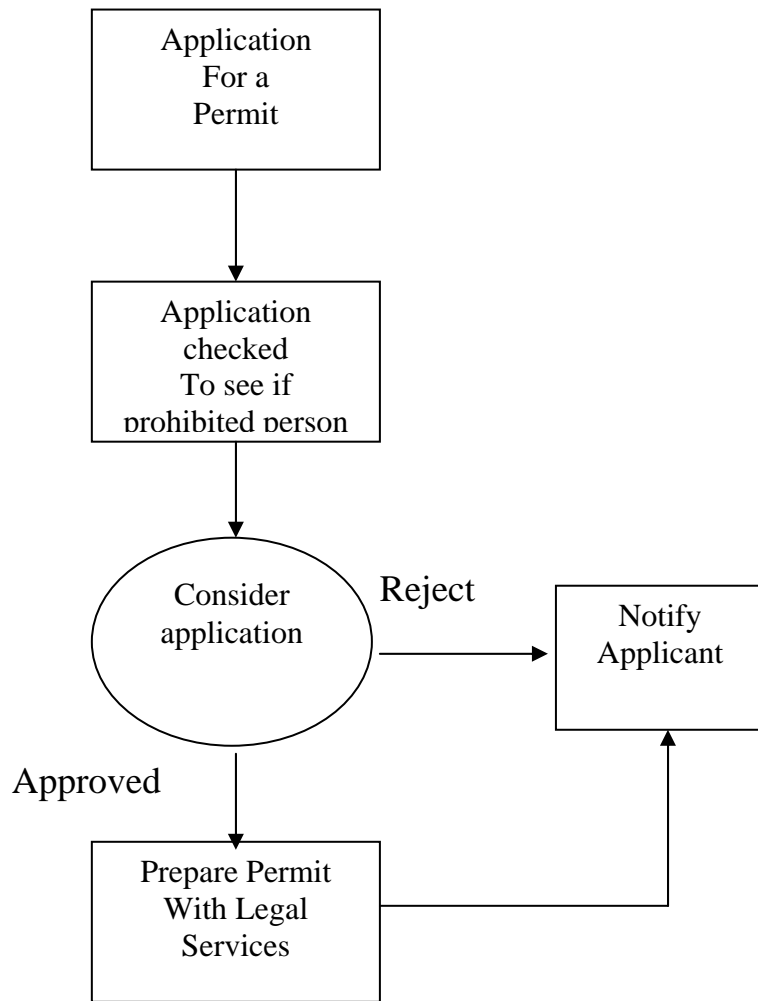 Application
For a
Permit
Application
checked
To see if
prohibited person
Consider
application
Reject
Notify
Applicant
Approved
Prepare Permit
With Legal
Services